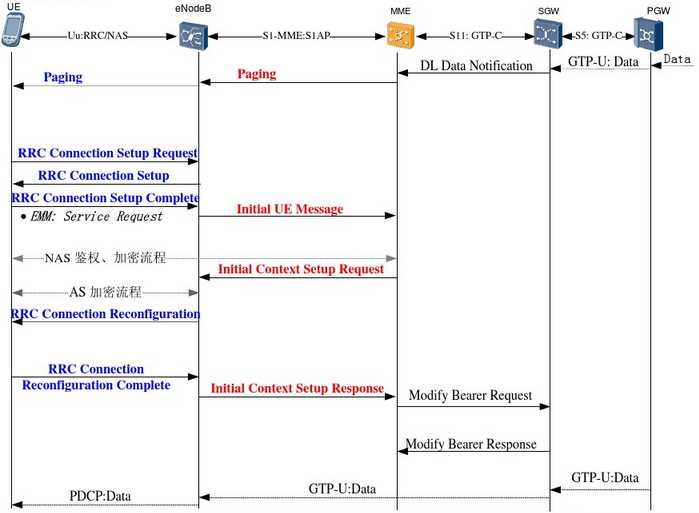 UE
eNodeB
MME
SGW
PGW
Uu:RRC/NAS
S1-MME:S1AP
S11: GTP-C
S5: GTP-C
Data
GTP-U: Data
DL Data Notification
Paging
Paging
RRC Connection Setup Request
RRC Connection Setup
RRC Connection Setup Complete
• EMM: Service Request
Initial UE Message
NAS 鉴权、加密流程
Initial Context Setup Request
AS 加密流程
RRC Connection Reconfiguration
RRC Connection
Reconfiguration Complete
Initial Context Setup Response
Modify Bearer Request
Modify Bearer Response
GTP-U:Data
GTP-U:Data
PDCP:Data